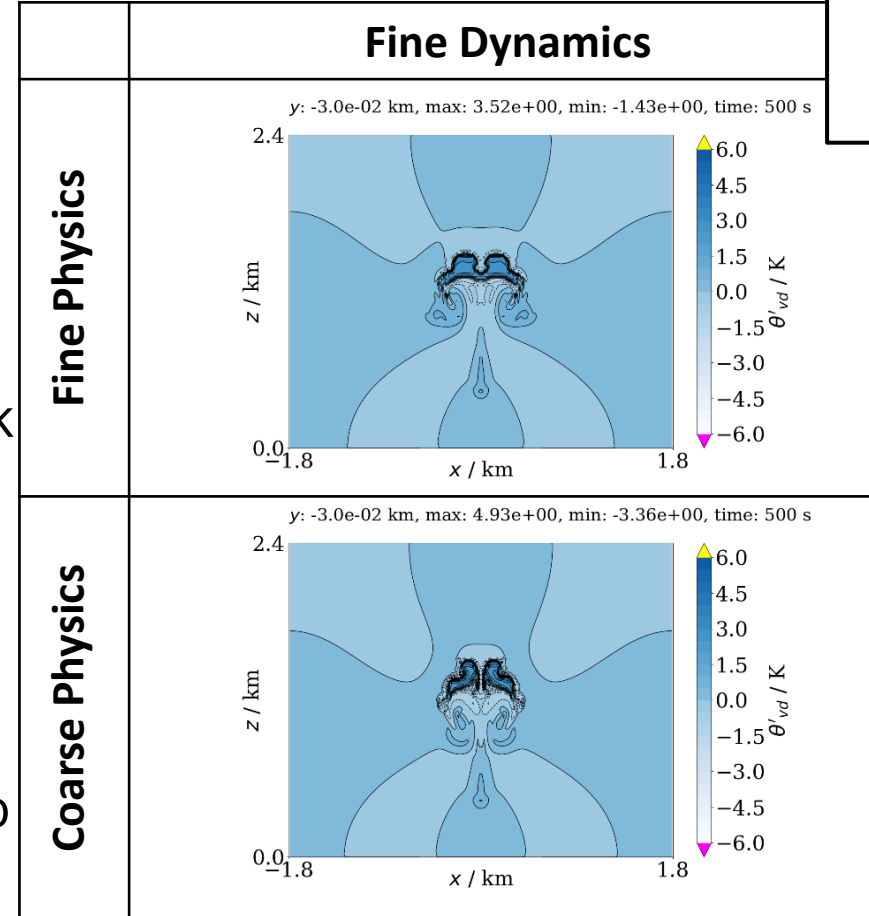 Fine Dynamics
Fine Physics
y: -3.0e-02 km, max: 3.52e+00, min: -1.43e+00, time: 500 s
2.4
z / km
0.0
−1.8
x / km
1.8
6.0
4.5
3.0
1.5
0.0
−1.5
−3.0
−4.5
−6.0
θ′vd / K
k
Coarse Physics
y: -3.0e-02 km, max: 4.93e+00, min: -3.36e+00, time: 500 s
2.4
z / km
0.0
−1.8
x / km
1.8
6.0
4.5
3.0
1.5
0.0
−1.5
−3.0
−4.5
−6.0
θ′vd / K